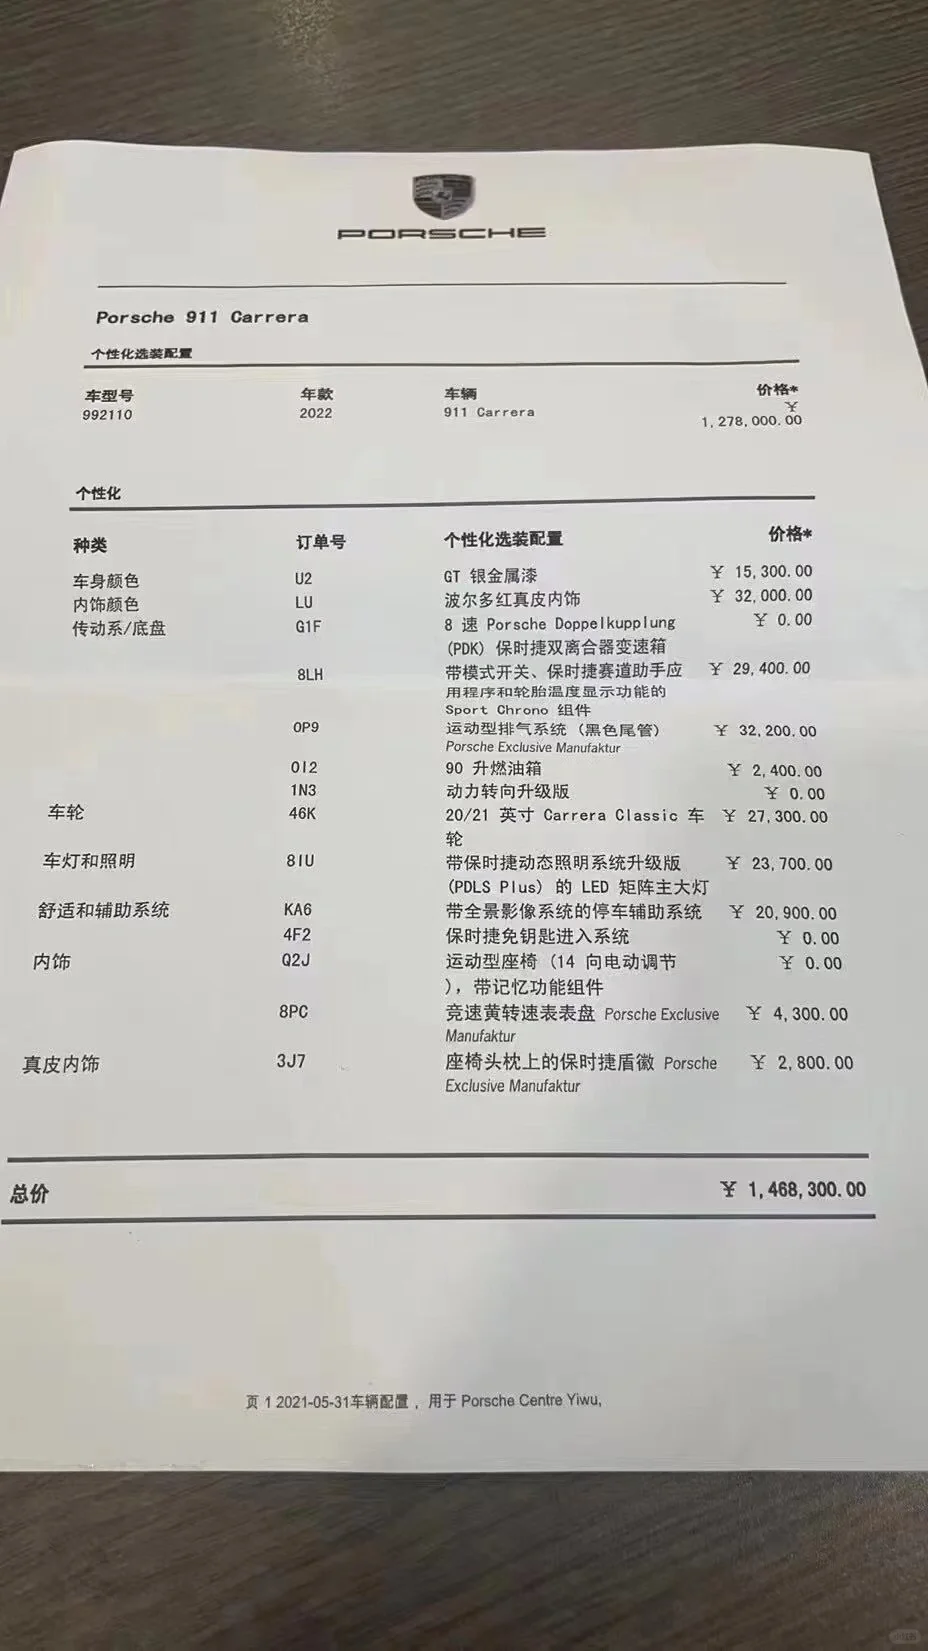 PORSCHE
Porsche 911 Carrera
个性化选装配置
车型号 年款 车辆 价格*
992110 2022 911 Carrera ¥
1,278,000.00
个性化
种类 订单号 个性化选装配置 价格*
车身颜色 U2 GT 银金属漆 ¥ 15,300.00
内饰颜色 LU 波尔多红真皮内饰 ¥ 32,000.00
传动系/底盘 G1F 8 速 Porsche Doppelkupplung ¥ 0.00
(PDK) 保时捷双离合器变速箱
8LH 带模式开关、保时捷赛道助手应 ¥ 29,400.00
用程序和轮胎温度显示功能的
Sport Chrono 组件
0P9 运动型排气系统 (黑色尾管) ¥ 32,200.00
Porsche Exclusive Manufaktur
0I2 90 升燃油箱 ¥ 2,400.00
1N3 动力转向升级版 ¥ 0.00
车轮 46K 20/21 英寸 Carrera Classic 车 ¥ 27,300.00
轮
车灯和照明 8IU 带保时捷动态照明系统升级版 ¥ 23,700.00
(PDLS Plus) 的 LED 矩阵主大灯
舒适和辅助系统 KA6 带全景影像系统的停车辅助系统 ¥ 20,900.00
4F2 保时捷免钥匙进入系统 ¥ 0.00
内饰 Q2J 运动型座椅 (14 向电动调节 ¥ 0.00
), 带记忆功能组件
8PC 竞速黄转速表表盘 Porsche Exclusive ¥ 4,300.00
Manufaktur
真皮内饰 3J7 座椅头枕上的保时捷盾徽 Porsche ¥ 2,800.00
Exclusive Manufaktur
总价 ¥ 1,468,300.00
页 1 2021-05-31车辆配置, 用于 Porsche Centre Yiwu,